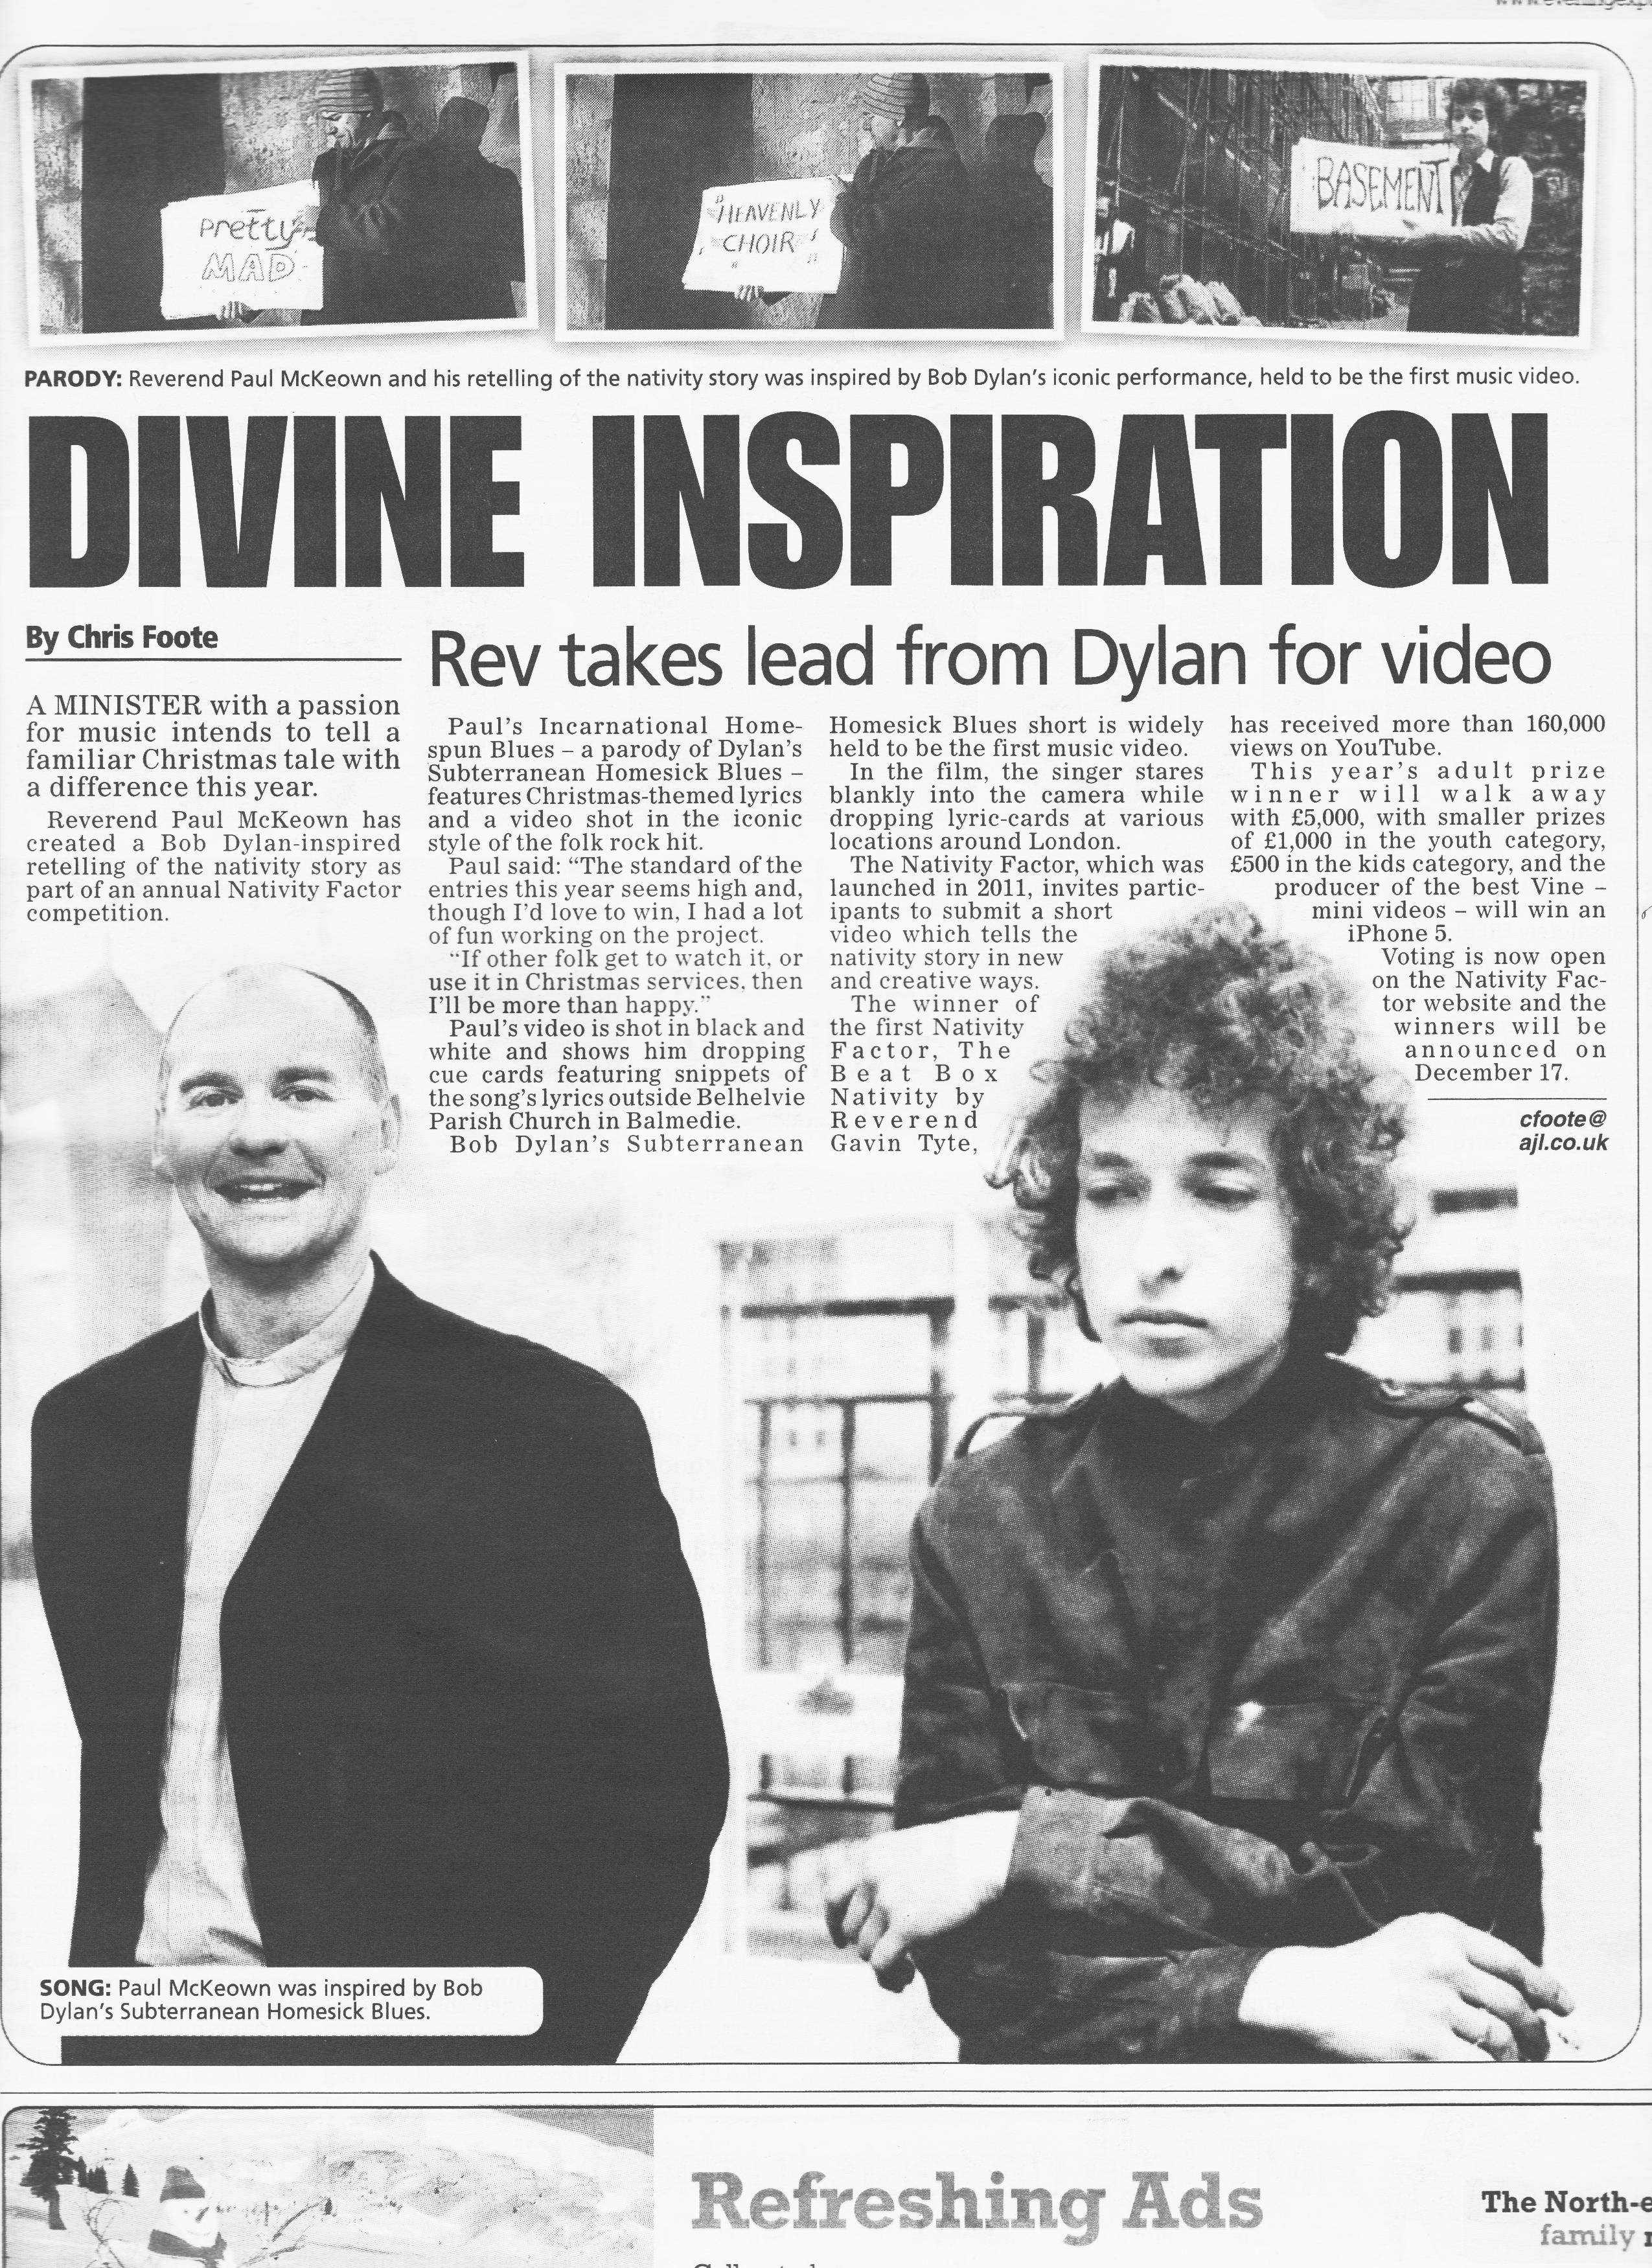 Pretty
MAD
"HEAVENLY
CHOIR
BASEMENT
PARODY: Reverend Paul McKeown and his retelling of the nativity story was inspired by Bob Dylan's iconic performance, held to be the first music video.
DIVINE INSPIRATION
By Chris Foote
Rev takes lead from Dylan for video
A MINISTER with a passion
for music intends to tell a
familiar Christmas tale with
a difference this year.
Reverend Paul McKeown has
created a Bob Dylan-inspired
retelling of the nativity story as
part of an annual Nativity Factor
competition.
Paul's Incarnational Home-
spun Blues – a parody of Dylan's
Subterranean Homesick Blues –
features Christmas-themed lyrics
and a video shot in the iconic
style of the folk rock hit.
Paul said: "The standard of the
entries this year seems high and,
though I'd love to win, I had a lot
of fun working on the project.
"If other folk get to watch it, or
use it in Christmas services, then
I'll be more than happy."
Paul's video is shot in black and
white and shows him dropping
cue cards featuring snippets of
the song's lyrics outside Belhelvie
Parish Church in Balmedie.
Bob Dylan's Subterranean
Homesick Blues short is widely
held to be the first music video.
In the film, the singer stares
blankly into the camera while
dropping lyric-cards at various
locations around London.
The Nativity Factor, which was
launched in 2011, invites partic-
ipants to submit a short
video which tells the
nativity story in new
and creative ways.
The winner of
the first Nativity
Factor, The
Beat Box
Nativity by
Reverend
Gavin Tyte,
has received more than 160,000
views on YouTube.
This year's adult prize
winner will walk away
with £5,000, with smaller prizes
of £1,000 in the youth category,
£500 in the kids category, and the
producer of the best Vine –
mini videos – will win an
iPhone 5.
Voting is now open
on the Nativity Fac-
tor website and the
winners will be
announced on
December 17.
cfoote@
ajl.co.uk
SONG: Paul McKeown was inspired by Bob
Dylan's Subterranean Homesick Blues.
Refreshing Ads
The North-e
family